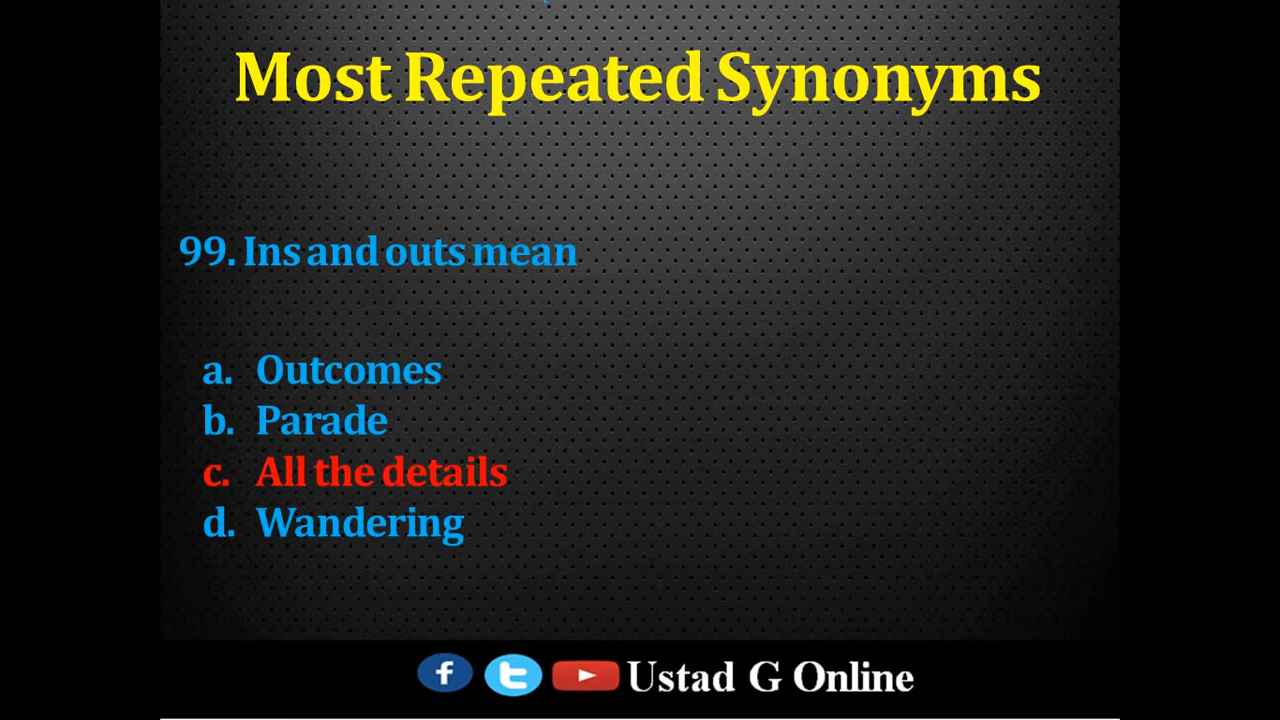 Most Repeated Synonyms
99. Ins and outs mean
a. Outcomes
b. Parade
c. All the details
d. Wandering
Ustad G Online